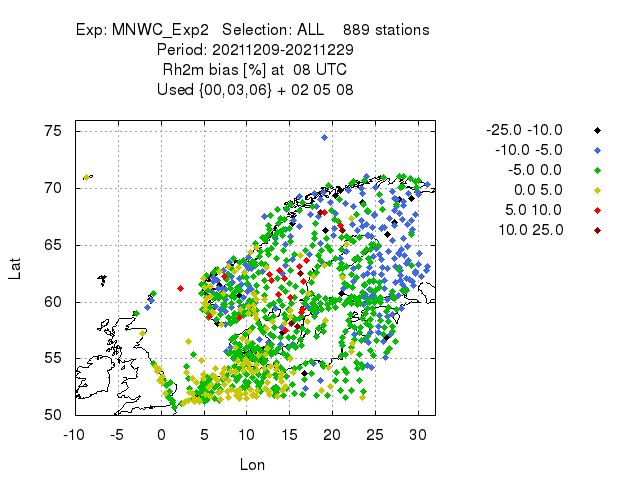 Exp: MNWC_Exp2   Selection: ALL    889 stations
Period: 20211209-20211229
Rh2m bias [%] at  08 UTC
Used {00,03,06} + 02 05 08
-25.0 -10.0
-10.0 -5.0
-5.0 0.0
0.0 5.0
5.0 10.0
10.0 25.0
Lat
75
70
65
60
55
50
-10 -5 0 5 10 15 20 25 30
Lon